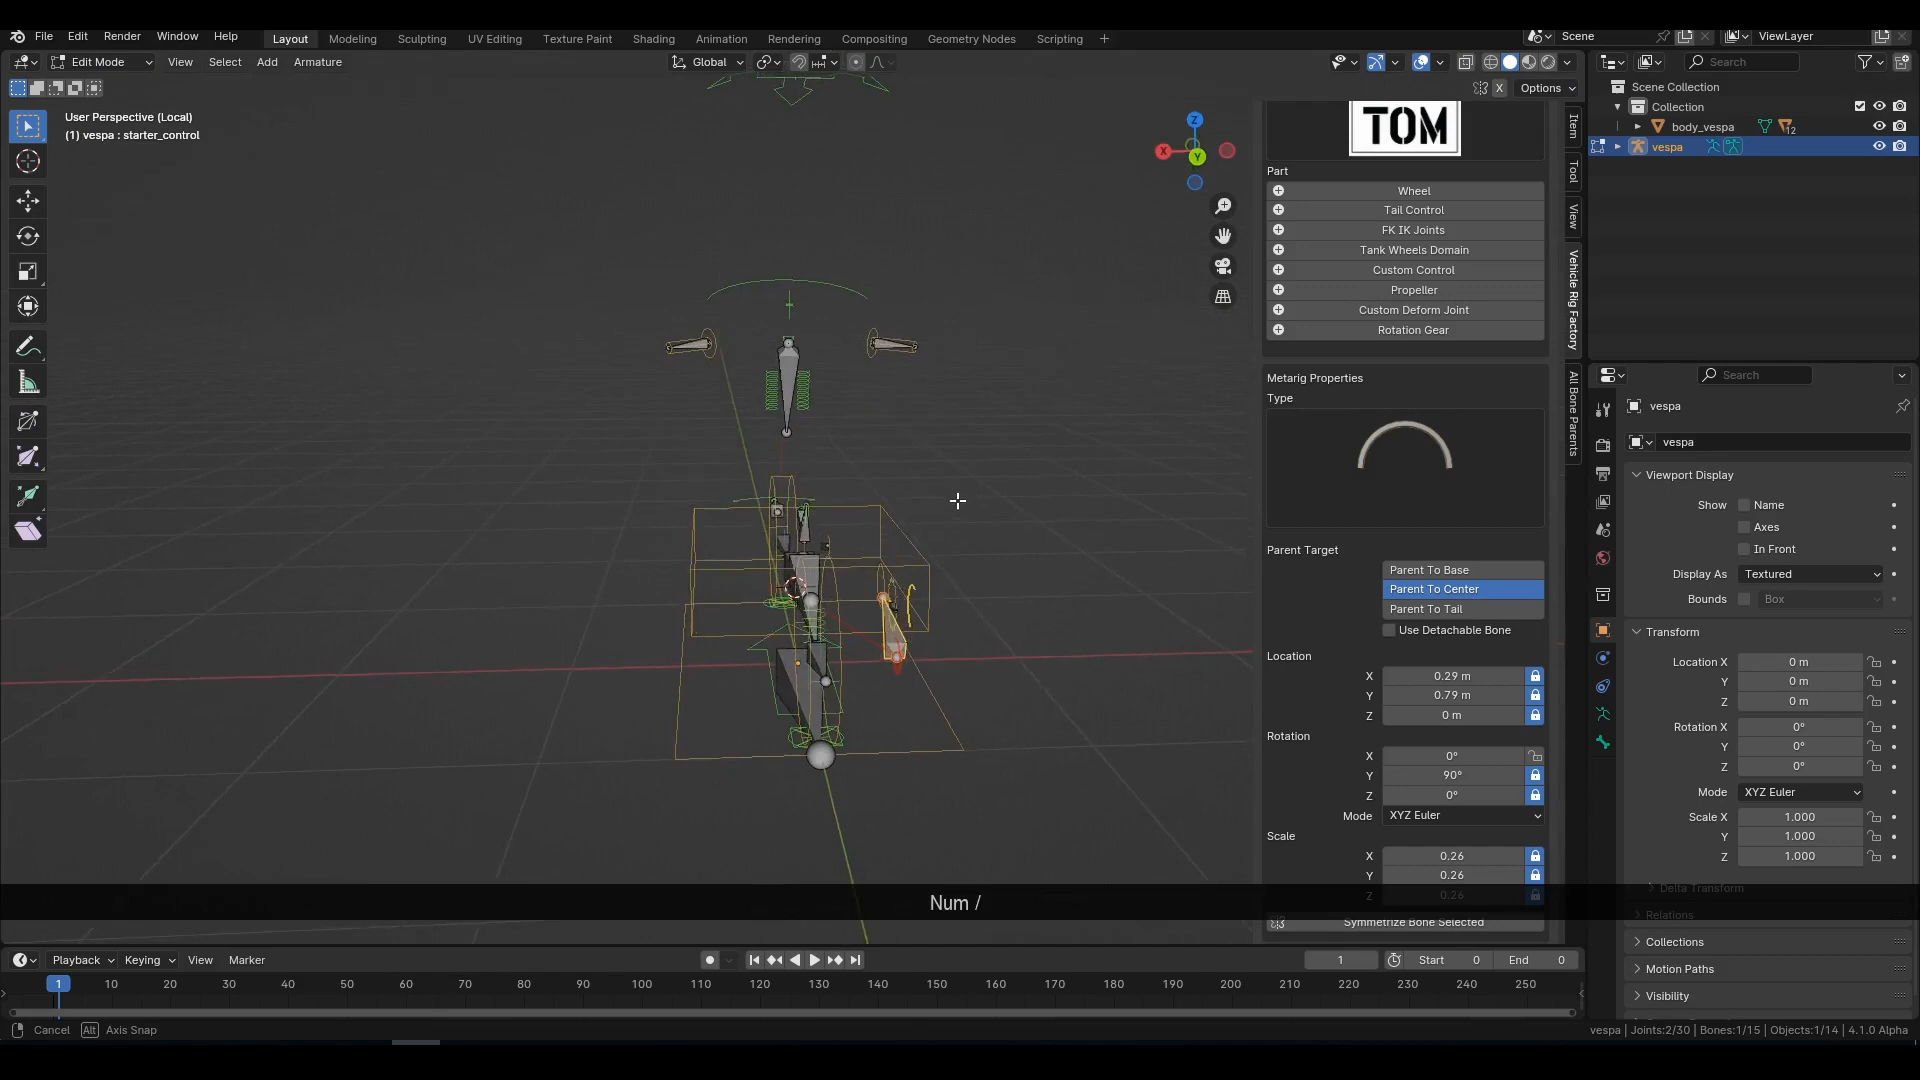 File Edit Render Window Help
Layout Modeling Sculpting UV Editing Texture Paint Shading Animation Rendering Compositing Geometry Nodes Scripting +
Scene ViewLayer
Edit Mode View Select Add Armature
Global
Search
X Options
Scene Collection
Collection
body_vespa 12
vespa
User Perspective (Local)
(1) vespa : starter_control
Z
X Y
TOM
Part
Wheel
Tail Control
FK IK Joints
Tank Wheels Domain
Custom Control
Propeller
Custom Deform Joint
Rotation Gear
Item
Tool
View
Vehicle Rig Factory
All Bone Parents
Metarig Properties
Type
Parent Target
Parent To Base
Parent To Center
Parent To Tail
Use Detachable Bone
Location
X 0.29 m
Y 0.79 m
Z 0 m
Rotation
X 0°
Y 90°
Z 0°
Mode XYZ Euler
Scale
X 0.26
Y 0.26
Z 0.26
Symmetrize Bone Selected
Search
vespa
vespa
Viewport Display
Show Name
Axes
In Front
Display As Textured
Bounds Box
Transform
Location X 0 m
Y 0 m
Z 0 m
Rotation X 0°
Y 0°
Z 0°
Mode XYZ Euler
Scale X 1.000
Y 1.000
Z 1.000
Delta Transform
Relations
Collections
Motion Paths
Visibility
Num /
Playback Keying View Marker
1 Start 0 End 0
1 10 20 30 40 50 60 70 80 90 100 110 120 130 140 150 160 170 180 190 200 210 220 230 240 250
Cancel Alt Axis Snap
vespa | Joints:2/30 | Bones:1/15 | Objects:1/14 | 4.1.0 Alpha